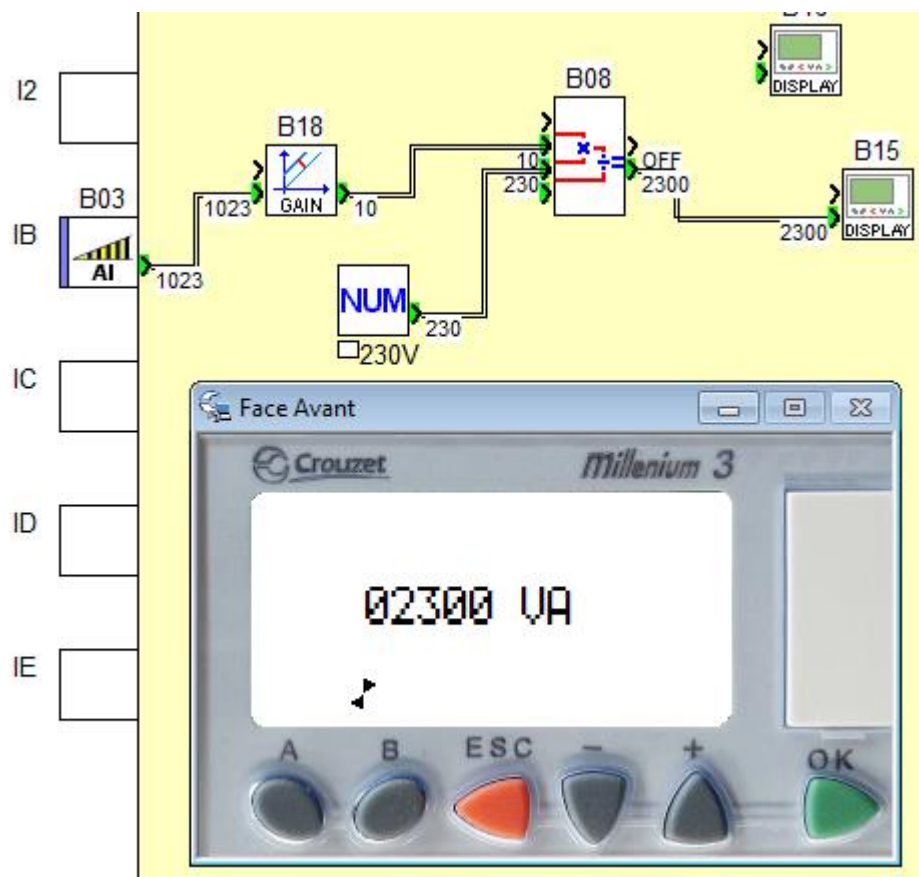 I2
DISPLAY
B08
B18
B15
B03
GAIN
10
230
OFF
2300
1023
10
IB
AI
2300
DISPLAY
1023
NUM
230
230V
IC
Face Avant
Crouzet
Millenium 3
ID
02300 VA
IE
A
B
ESC
-
+
OK